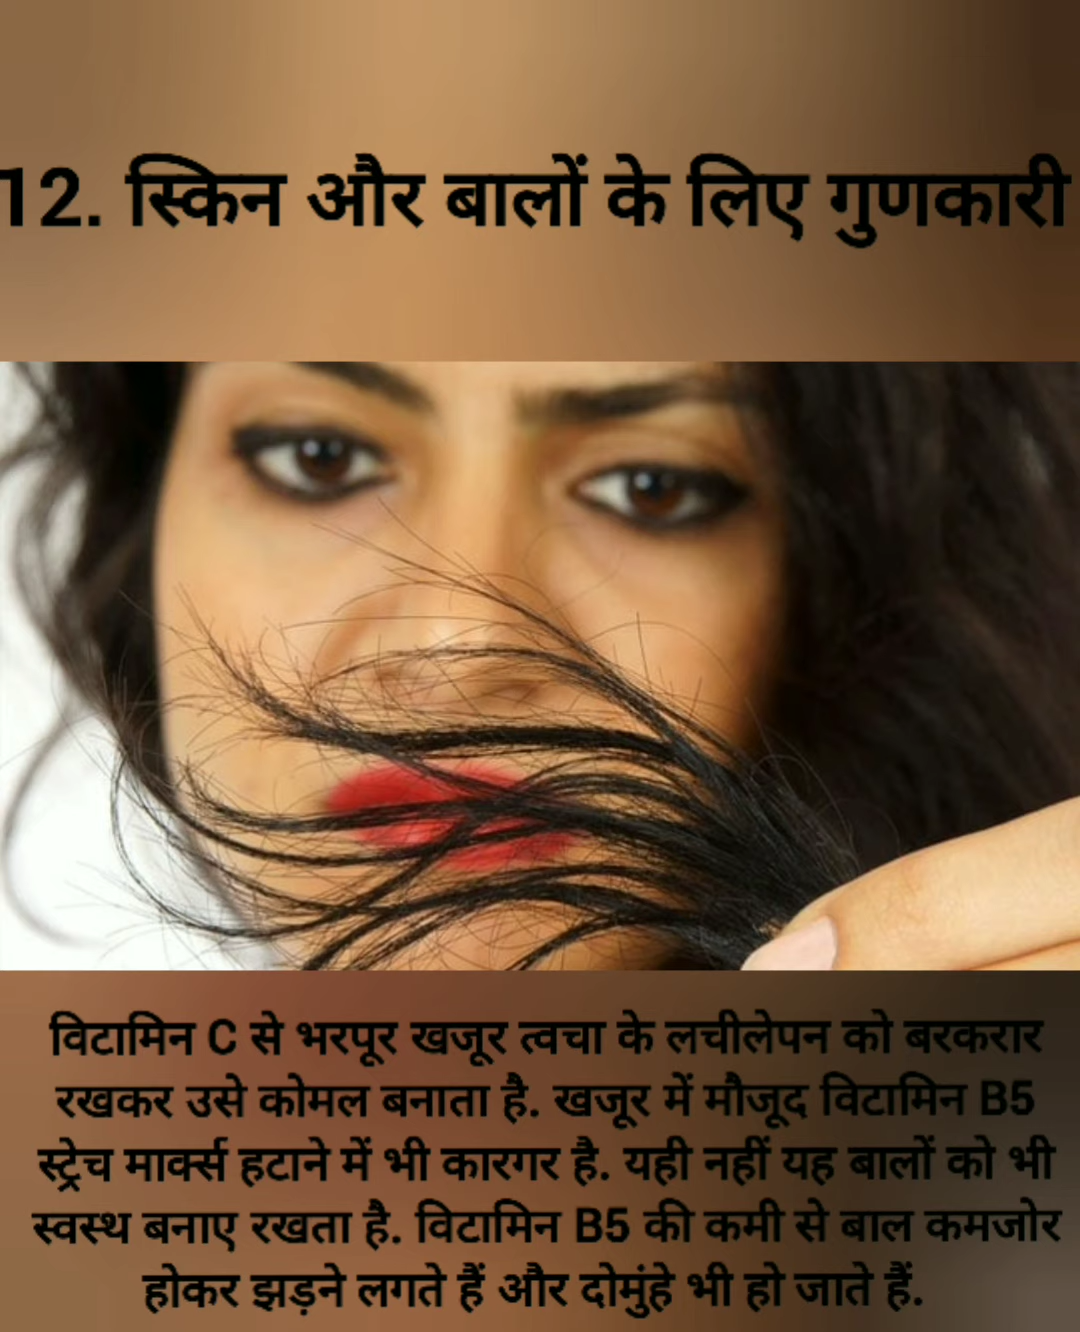 12. स्किन और बालों के लिए गुणकारी
विटामिन C से भरपूर खजूर त्वचा के लचीलेपन को बरकरार
रखकर उसे कोमल बनाता है. खजूर में मौजूद विटामिन B5
स्ट्रेच मार्क्स हटाने में भी कारगर है. यही नहीं यह बालों को भी
स्वस्थ बनाए रखता है. विटामिन B5 की कमी से बाल कमजोर
होकर झड़ने लगते हैं और दोमुंहे भी हो जाते हैं.